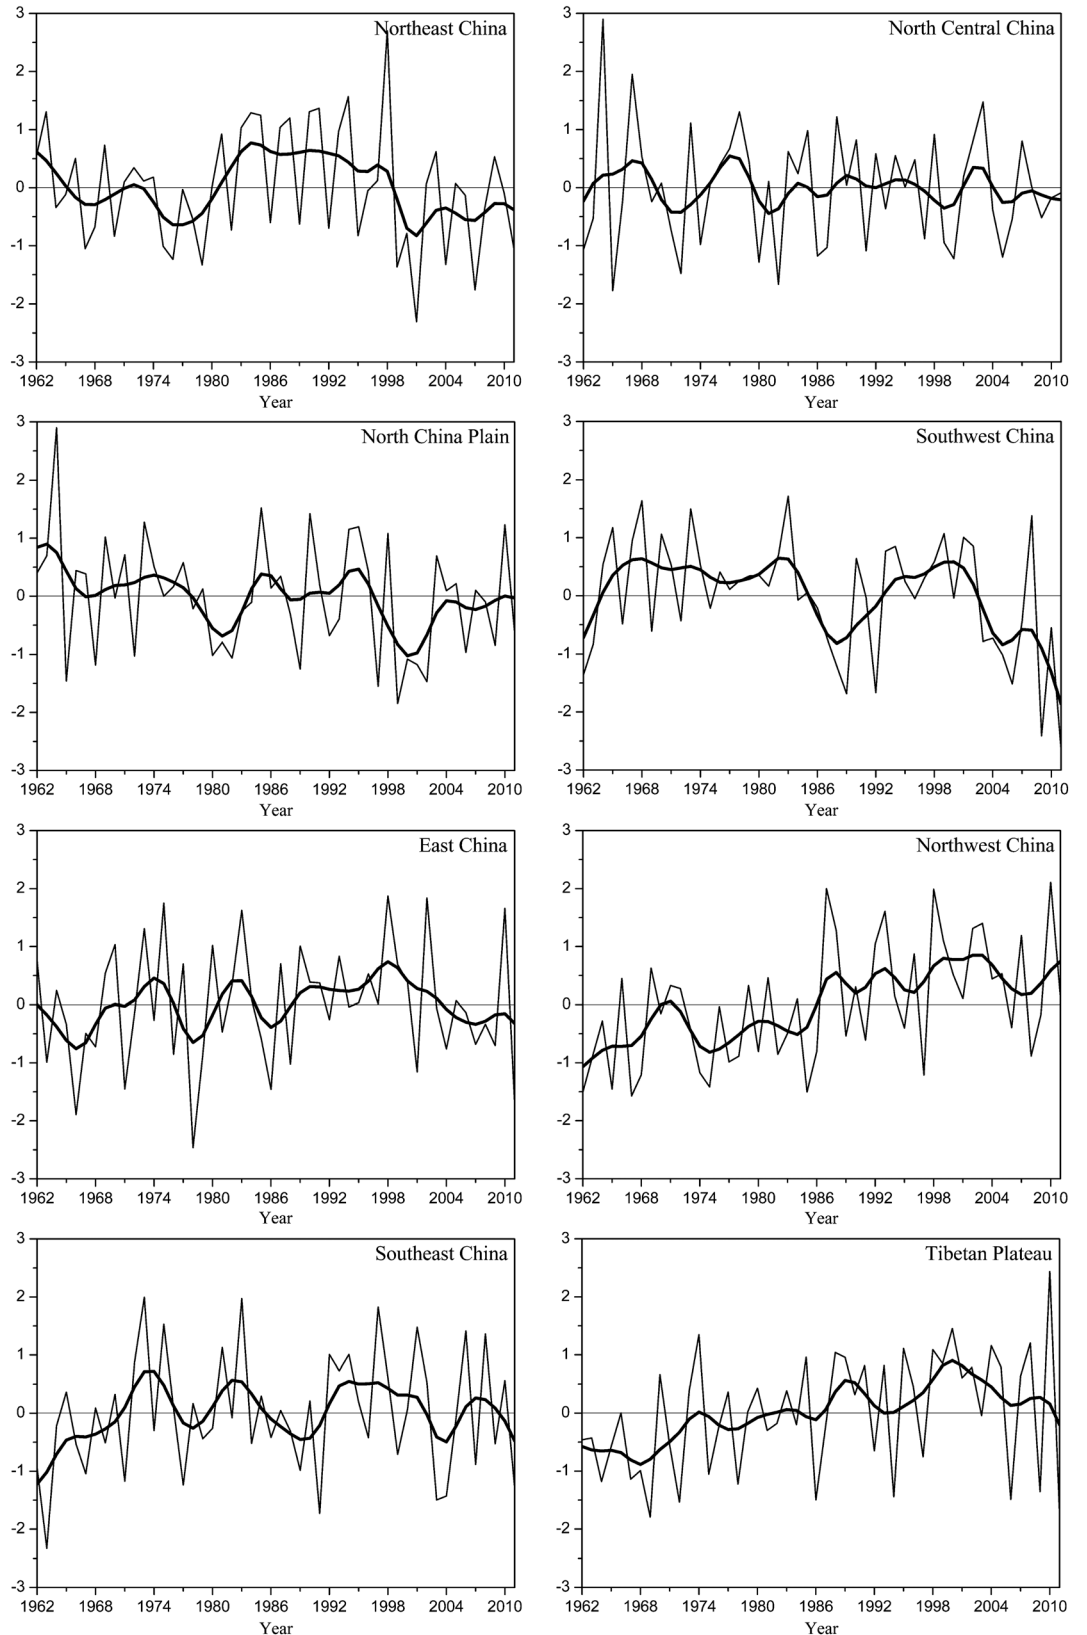 Northeast China
3
2
1
0
-1
-2
-3
1962 1968 1974 1980 1986 1992 1998 2004 2010
Year
North Central China
3
2
1
0
-1
-2
-3
1962 1968 1974 1980 1986 1992 1998 2004 2010
Year
North China Plain
3
2
1
0
-1
-2
-3
1962 1968 1974 1980 1986 1992 1998 2004 2010
Year
Southwest China
3
2
1
0
-1
-2
-3
1962 1968 1974 1980 1986 1992 1998 2004 2010
Year
East China
3
2
1
0
-1
-2
-3
1962 1968 1974 1980 1986 1992 1998 2004 2010
Year
Northwest China
3
2
1
0
-1
-2
-3
1962 1968 1974 1980 1986 1992 1998 2004 2010
Year
Southeast China
3
2
1
0
-1
-2
-3
1962 1968 1974 1980 1986 1992 1998 2004 2010
Year
Tibetan Plateau
3
2
1
0
-1
-2
-3
1962 1968 1974 1980 1986 1992 1998 2004 2010
Year